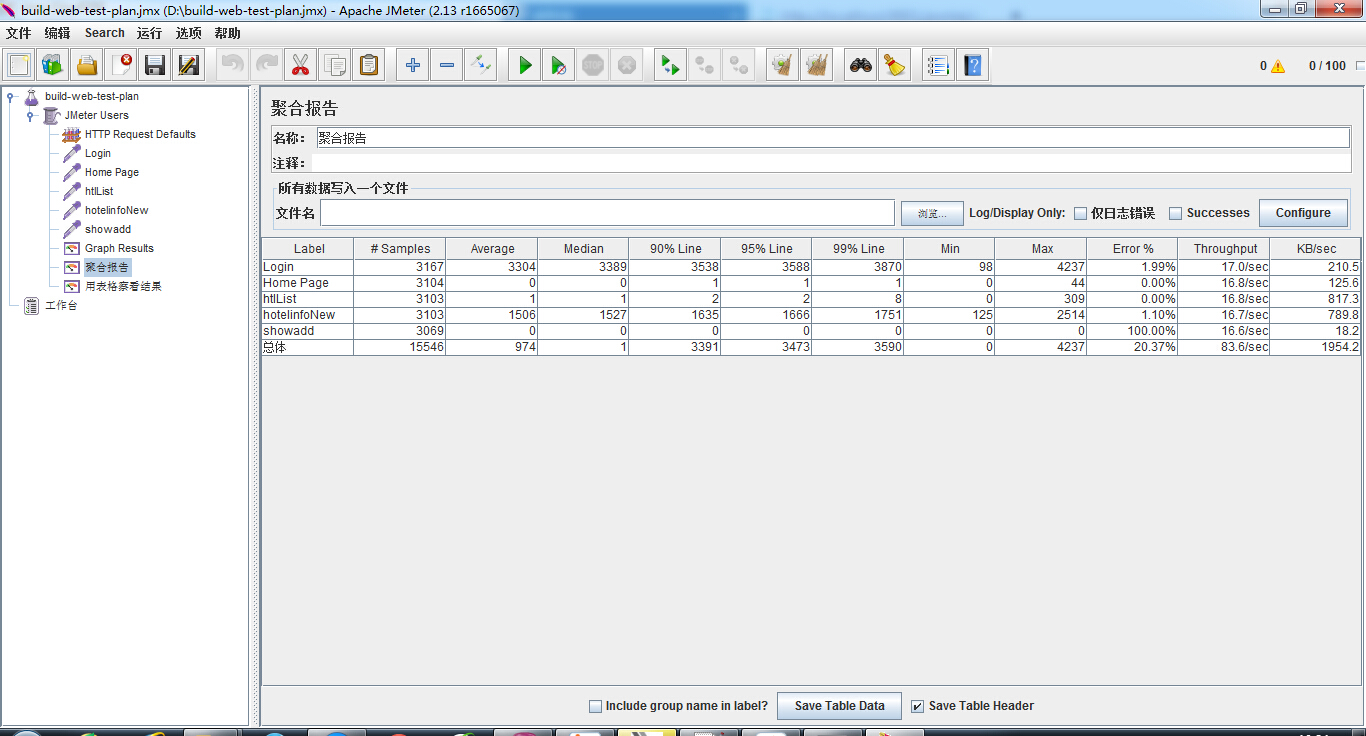 build-web-test-plan.jmx (D:\build-web-test-plan.jmx) - Apache JMeter (2.13 r1665067)
文件 编辑 Search 运行 选项 帮助
STOP 0 0 / 100
build-web-test-plan
JMeter Users
HTTP Request Defaults
Login
Home Page
htlList
hotelinfoNew
showadd
Graph Results
聚合报告
用表格察看结果
工作台
聚合报告
名称: 聚合报告
注释:
所有数据写入一个文件
文件名 浏览... Log/Display Only: 仅日志错误 Successes Configure
Label # Samples Average Median 90% Line 95% Line 99% Line Min Max Error % Throughput KB/sec
Login 3167 3304 3389 3538 3588 3870 98 4237 1.99% 17.0/sec 210.5
Home Page 3104 0 0 1 1 1 0 44 0.00% 16.8/sec 125.6
htlList 3103 1 1 2 2 8 0 309 0.00% 16.8/sec 817.3
hotelinfoNew 3103 1506 1527 1635 1666 1751 125 2514 1.10% 16.7/sec 789.8
showadd 3069 0 0 0 0 0 0 0 100.00% 16.6/sec 18.2
总体 15546 974 1 3391 3473 3590 0 4237 20.37% 83.6/sec 1954.2
Include group name in label? Save Table Data Save Table Header